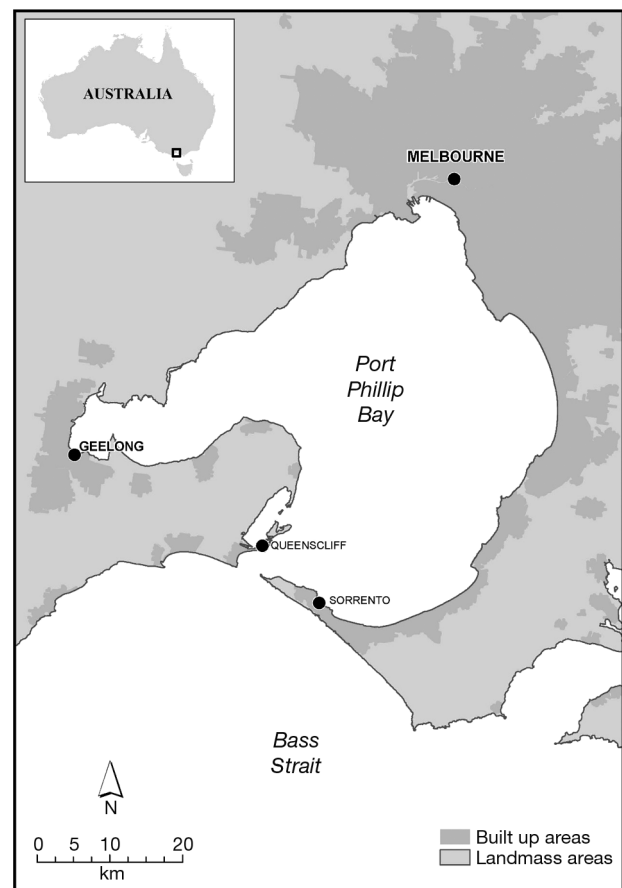 AUSTRALIA
MELBOURNE
Port
Phillip
Bay
GEELONG
QUEENSCLIFF
SORRENTO
Bass
Strait
N
0 5 10 20
km
Built up areas
Landmass areas